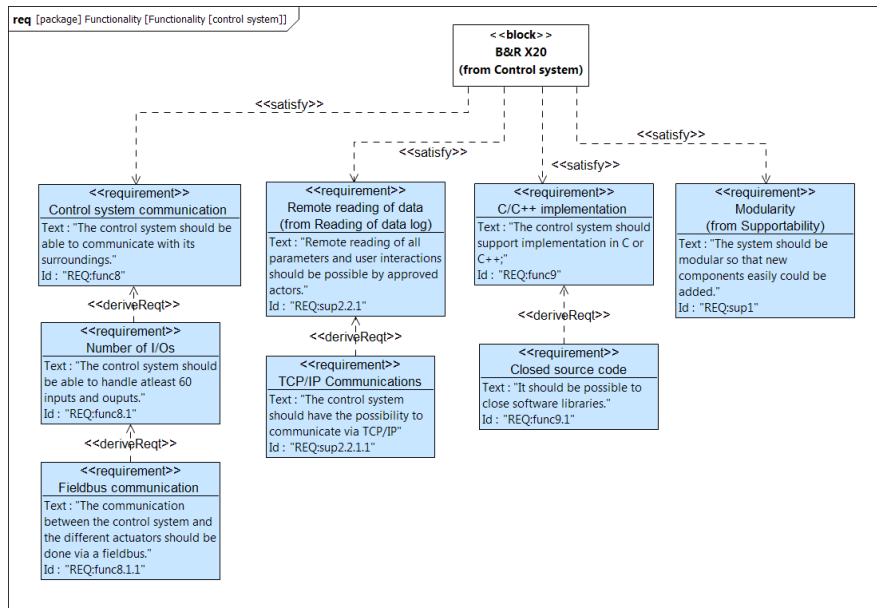 req [package] Functionality [Functionality [control system]]
<<block>>
B&R X20
(from Control system)
<<satisfy>>
<<satisfy>>
<<satisfy>>
<<satisfy>>
<<requirement>>
Control system communication
Text : "The control system should be
able to communicate with its
surroundings."
Id : "REQ:func8"
<<requirement>>
Remote reading of data
(from Reading of data log)
Text : "Remote reading of all
parameters and user interactions
should be possible by approved
actors."
Id : "REQ:sup2.2.1"
<<requirement>>
C/C++ implementation
Text : "The control system should
support implementation in C or
C++;"
Id : "REQ:func9"
<<requirement>>
Modularity
(from Supportability)
Text : "The system should be
modular so that new
components easily could be
added."
Id : "REQ:sup1"
<<deriveReqt>>
<<deriveReqt>>
<<deriveReqt>>
<<requirement>>
Number of I/Os
Text : "The control system should
be able to handle atleast 60
inputs and ouputs."
Id : "REQ:func8.1"
<<requirement>>
TCP/IP Communications
Text : "The control system
should have the possibility to
communicate via TCP/IP"
Id : "REQ:sup2.2.1.1"
<<requirement>>
Closed source code
Text : "It should be possible to
close software libraries."
Id : "REQ:func9.1"
<<deriveReqt>>
<<requirement>>
Fieldbus communication
Text : "The communication
between the control system and
the different actuators should be
done via a fieldbus."
Id : "REQ:func8.1.1"